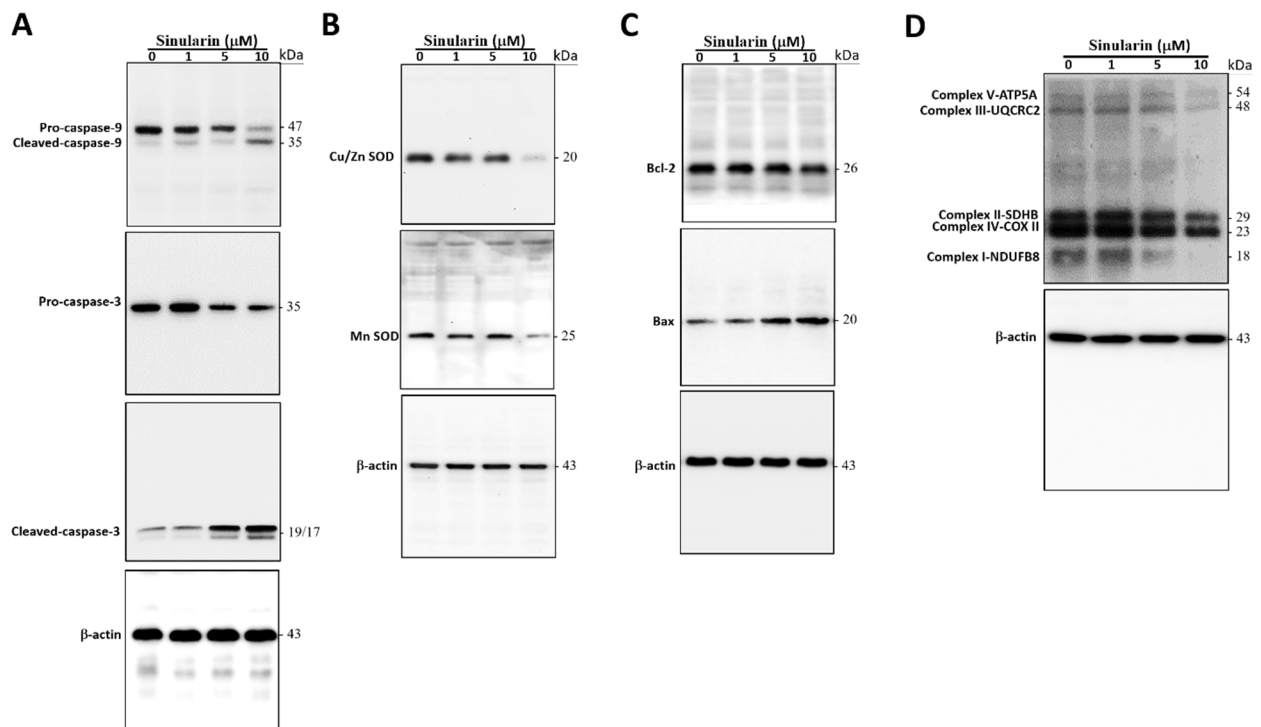 A
Sinularin (μM)
0 1 5 10 kDa
Pro-caspase-9 47
Cleaved-caspase-9 35
Pro-caspase-3 35
Cleaved-caspase-3 19/17
β-actin 43
B
Sinularin (μM)
0 1 5 10 kDa
Cu/Zn SOD 20
Mn SOD 25
β-actin 43
C
Sinularin (μM)
0 1 5 10 kDa
Bcl-2 26
Bax 20
β-actin 43
D
Sinularin (μM)
0 1 5 10 kDa
Complex V-ATP5A 54
Complex III-UQCRC2 48
Complex II-SDHB 29
Complex IV-COX II 23
Complex I-NDUFB8 18
β-actin 43